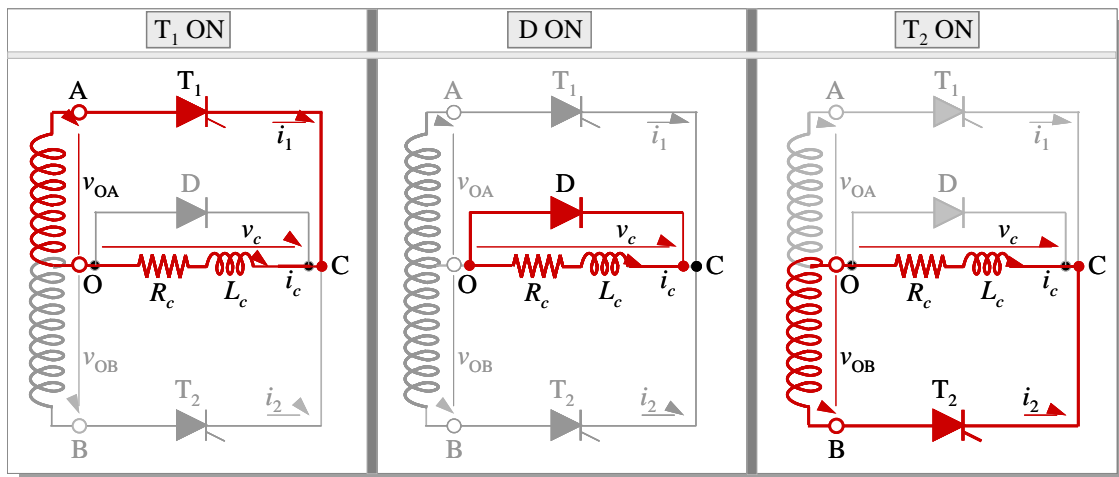 T1 ON
A
T1
i1
vOA
D
vc
O
Rc
Lc
ic
C
vOB
T2
i2
B
D ON
A
T1
i1
vOA
D
vc
O
Rc
Lc
ic
C
vOB
T2
i2
B
T2 ON
A
T1
i1
vOA
D
vc
O
Rc
Lc
ic
C
vOB
T2
i2
B